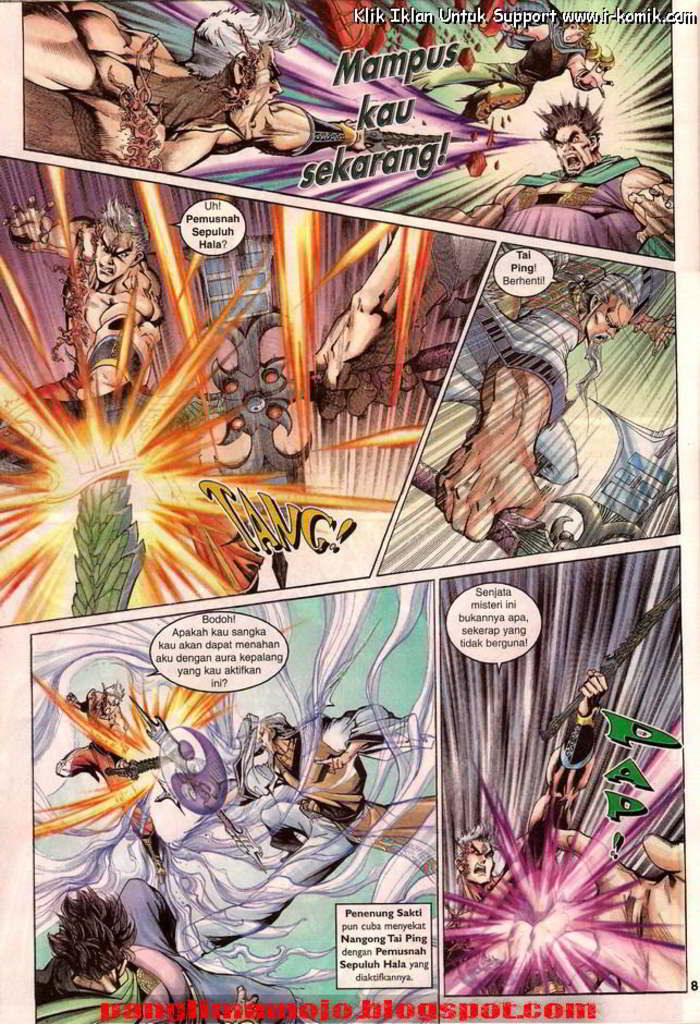 Klik Iklan Untuk Support www.i-komik.com
Mampus
kau
sekarang!
Uh!
Pemusnah
Sepuluh
Hala?
Tai
Ping!
Berhenti!
TANG!
Bodoh!
Apakah kau sangka
kau akan dapat menahan
aku dengan aura kepalang
yang kau aktifkan
ini?
Senjata
misteri ini
bukannya apa,
sekerap yang
tidak berguna!
PAP!
Penenung Sakti
pun cuba menyekat
Nangong Tai Ping
dengan Pemusnah
Sepuluh Hala yang
diaktifkannya.
8
panglimamojo.blogspot.com